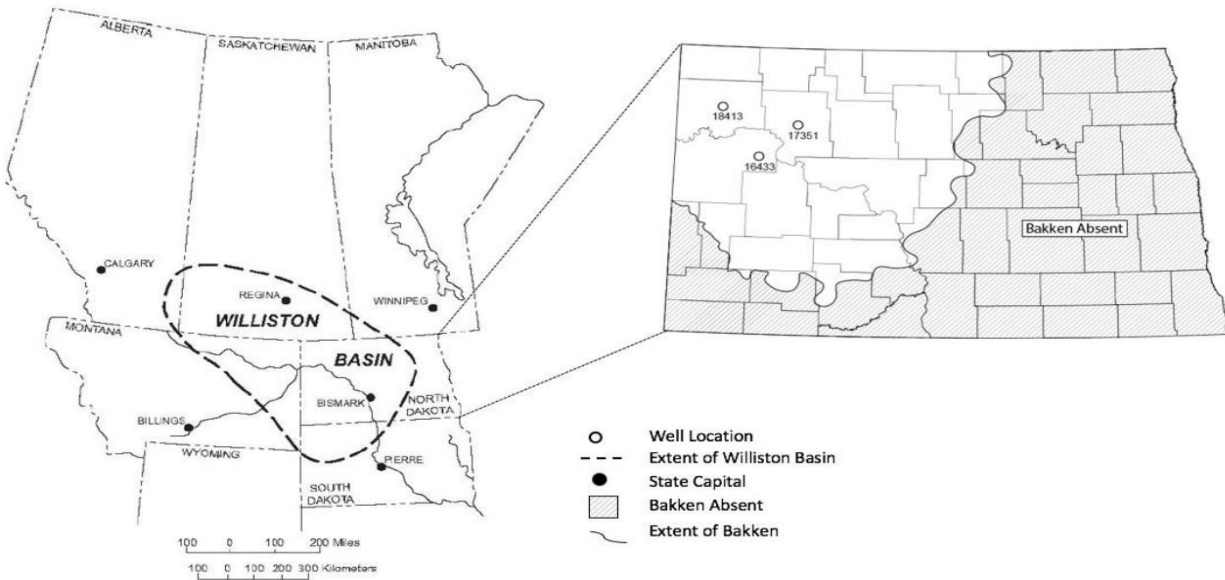 ALBERTA
SASKATCHEWAN
MANITOBA
CALGARY
REGINA
WINNIPEG
WILLISTON
MONTANA
BASIN
BISMARK
NORTH
DAKOTA
BILLINGS
WYOMING
PIERRE
SOUTH
DAKOTA
100 0 100 200 Miles
100 0 100 200 300 Kilometers
18413
17351
16433
Bakken Absent
Well Location
Extent of Williston Basin
State Capital
Bakken Absent
Extent of Bakken